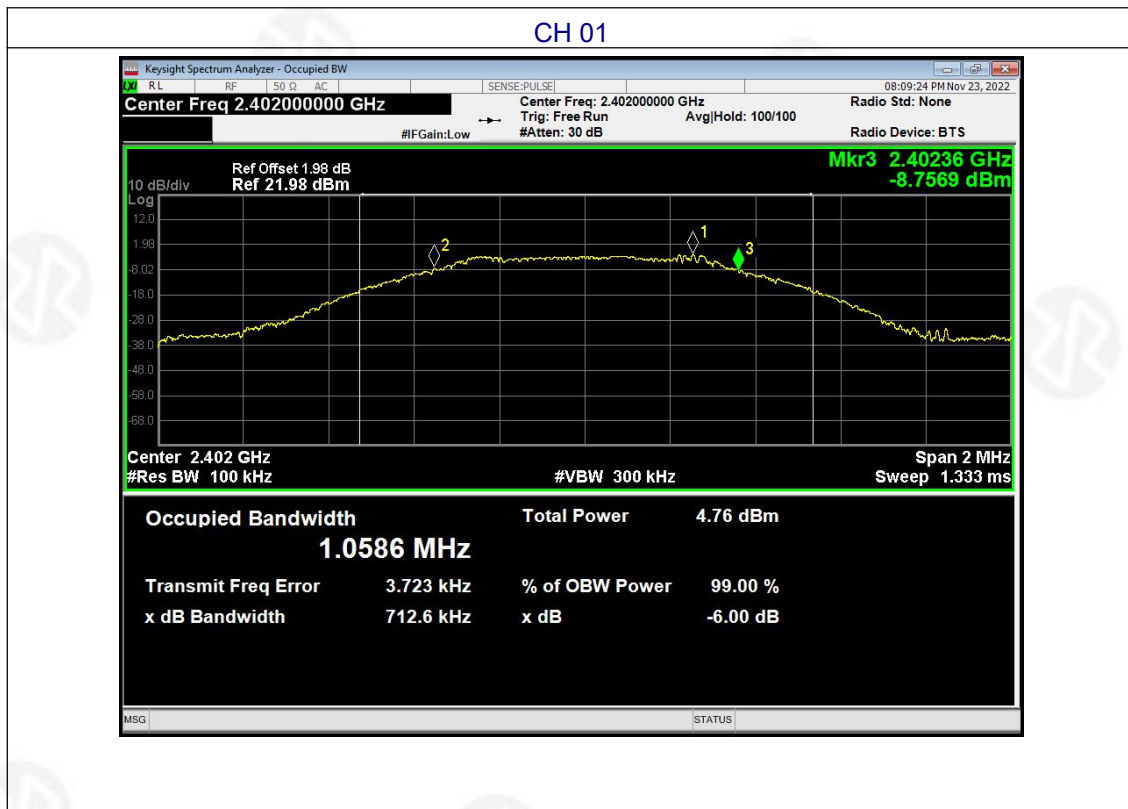 CH 01
Keysight Spectrum Analyzer - Occupied BW
LXI RL RF 50 Ω AC SENSE:PULSE 08:09:24 PM Nov 23, 2022
Center Freq 2.402000000 GHz Center Freq: 2.402000000 GHz Radio Std: None
Trig: Free Run Avg|Hold: 100/100
#IFGain:Low #Atten: 30 dB Radio Device: BTS
Ref Offset 1.98 dB Mkr3 2.40236 GHz
10 dB/div Ref 21.98 dBm -8.7569 dBm
Log
12.0
1.98
-8.02
-18.0
-28.0
-38.0
-48.0
-58.0
-68.0
2
1
3
Center 2.402 GHz Span 2 MHz
#Res BW 100 kHz #VBW 300 kHz Sweep 1.333 ms
Occupied Bandwidth Total Power 4.76 dBm
1.0586 MHz
Transmit Freq Error 3.723 kHz % of OBW Power 99.00 %
x dB Bandwidth 712.6 kHz x dB -6.00 dB
MSG STATUS